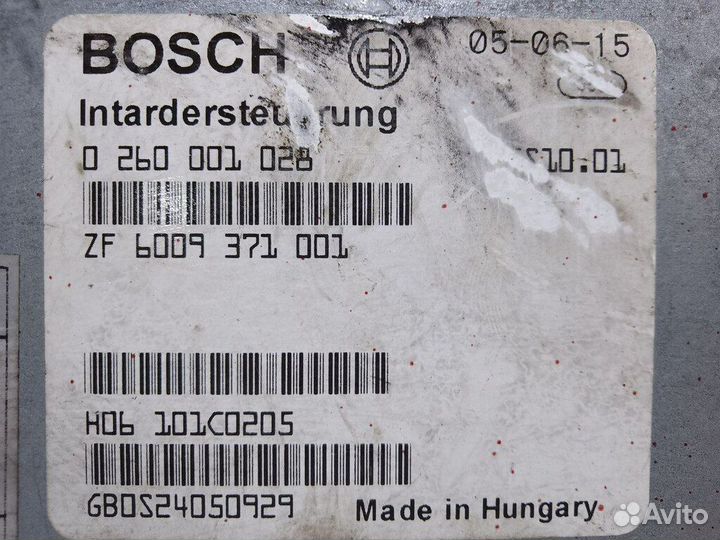 BOSCH 05-06-15
Intardersteuerung
0 260 001 028
ZF 6009 371 001
H06 101C0205
GB0S24050929
Made in Hungary
Avito